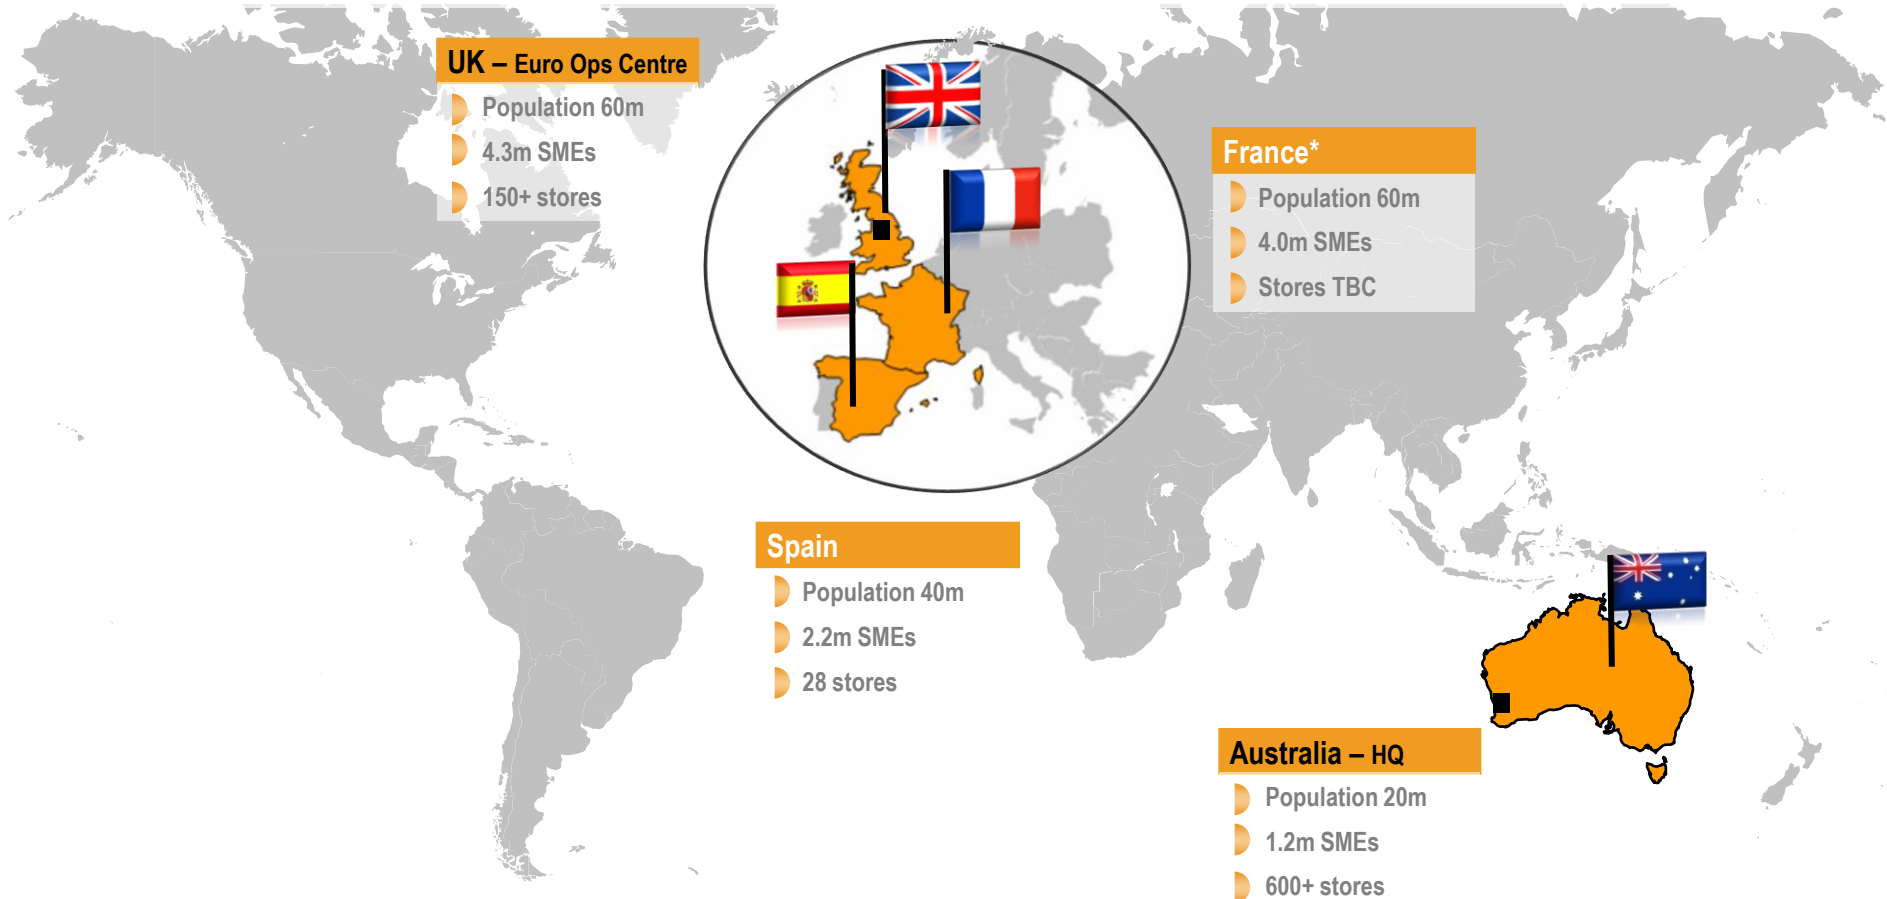 UK – Euro Ops Centre
Population 60m
4.3m SMEs
150+ stores
France*
Population 60m
4.0m SMEs
Stores TBC
Spain
Population 40m
2.2m SMEs
28 stores
Australia – HQ
Population 20m
1.2m SMEs
600+ stores